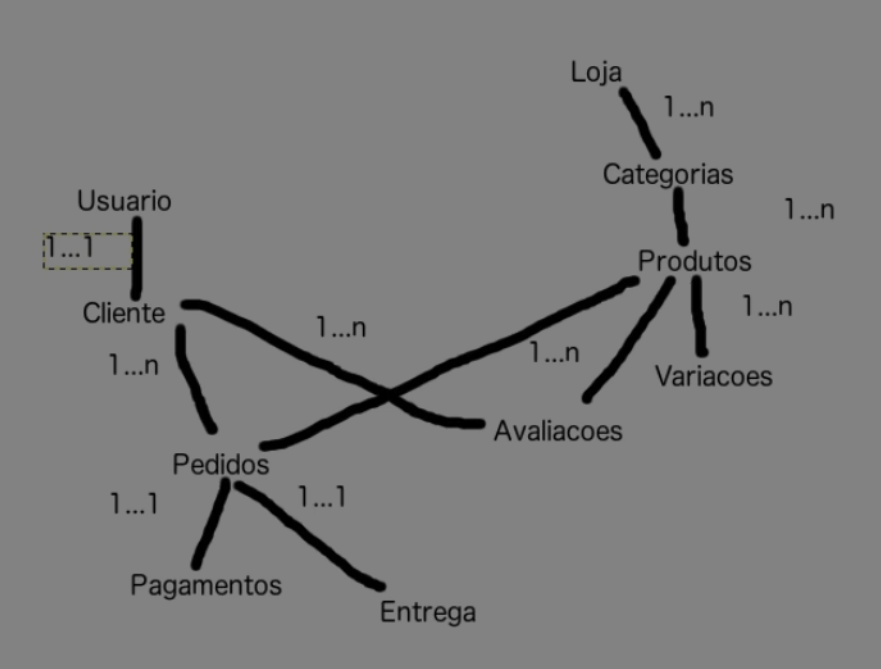 Loja
1...n
Categorias
Usuario
1...n
1...1
Produtos
Cliente
1...n
1...n
1...n
1...n
Variacoes
Avaliacoes
Pedidos
1...1
1...1
Pagamentos
Entrega